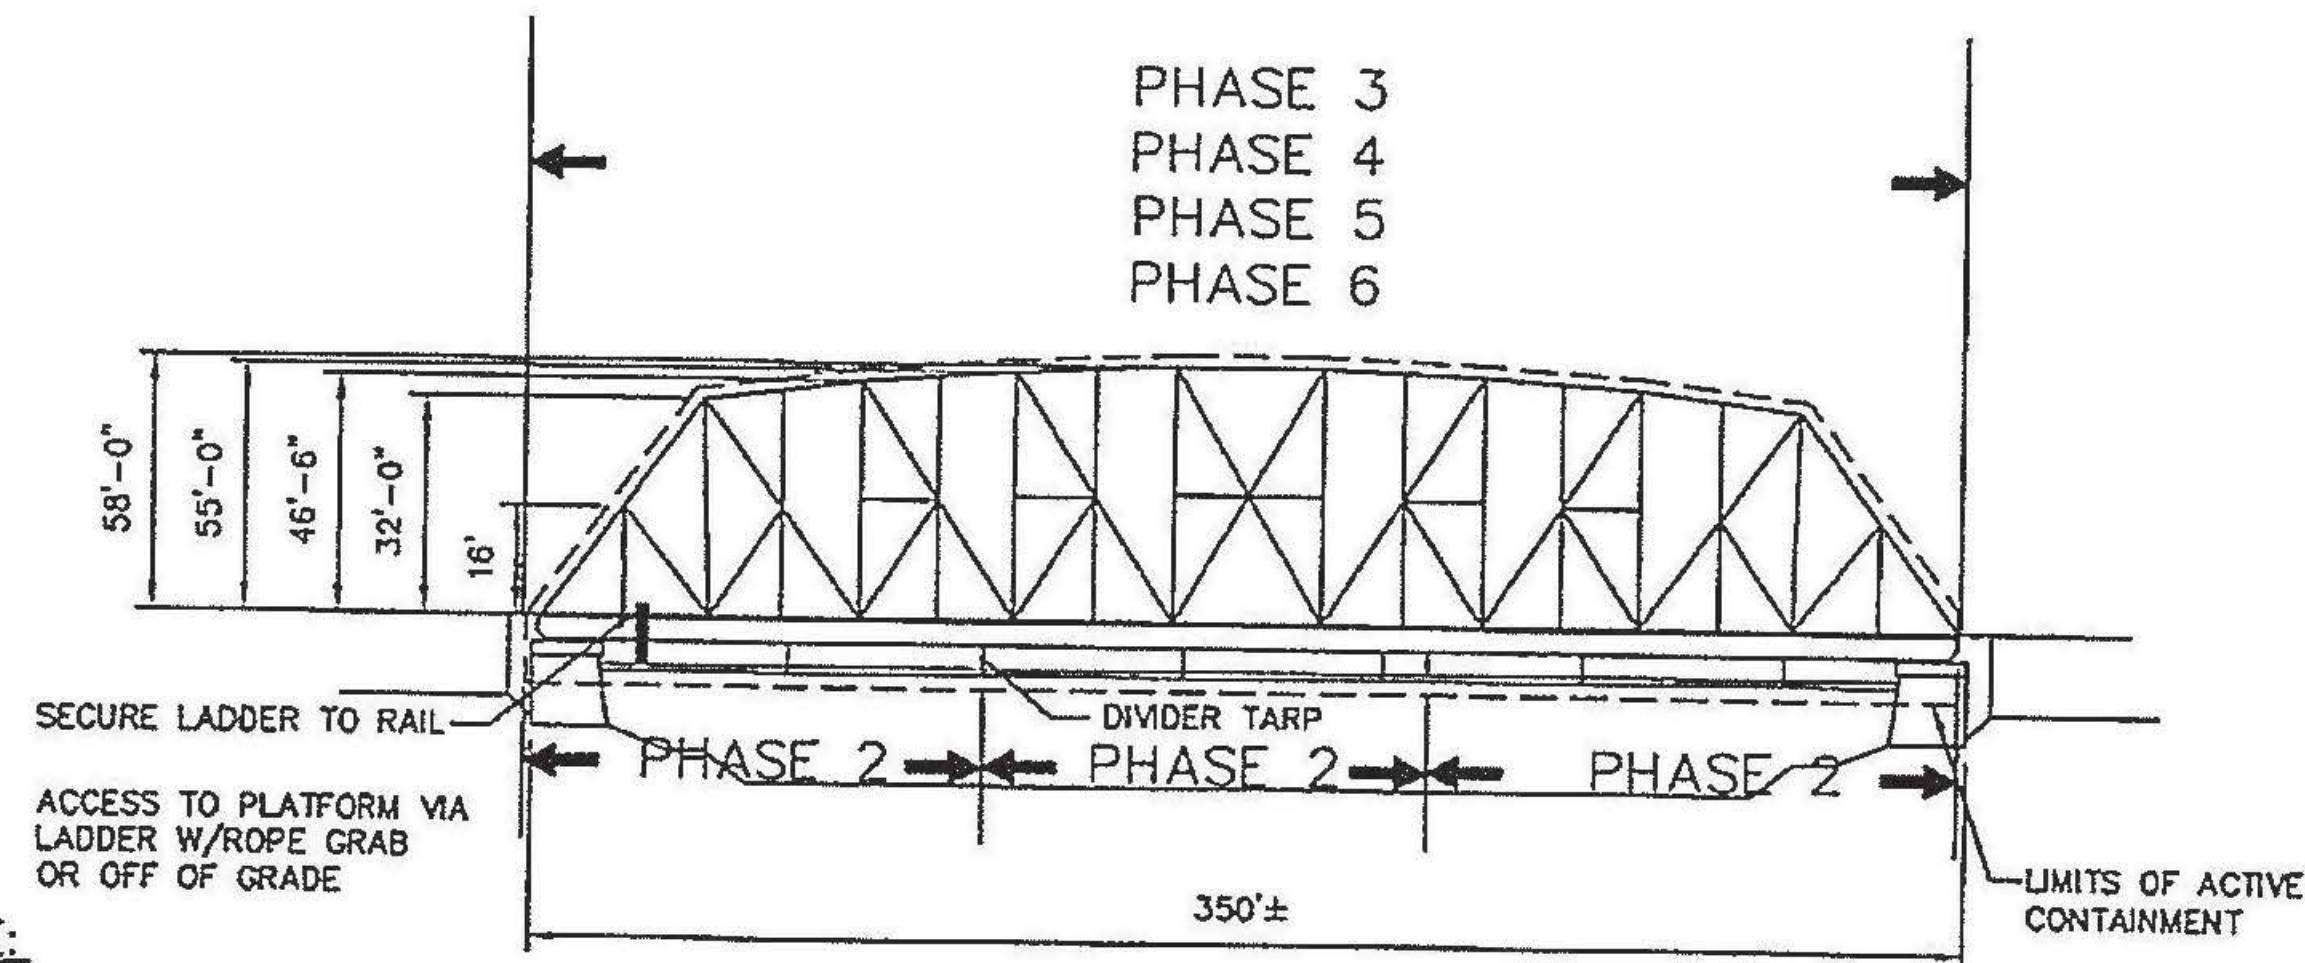 PHASE 3
PHASE 4
PHASE 5
PHASE 6
58'-0"
55'-0"
46'-6"
32'-0"
16'
SECURE LADDER TO RAIL
DIVIDER TARP
PHASE 2
PHASE 2
PHASE 2
ACCESS TO PLATFORM VIA
LADDER W/ROPE GRAB
OR OFF OF GRADE
350'±
LIMITS OF ACTIVE
CONTAINMENT